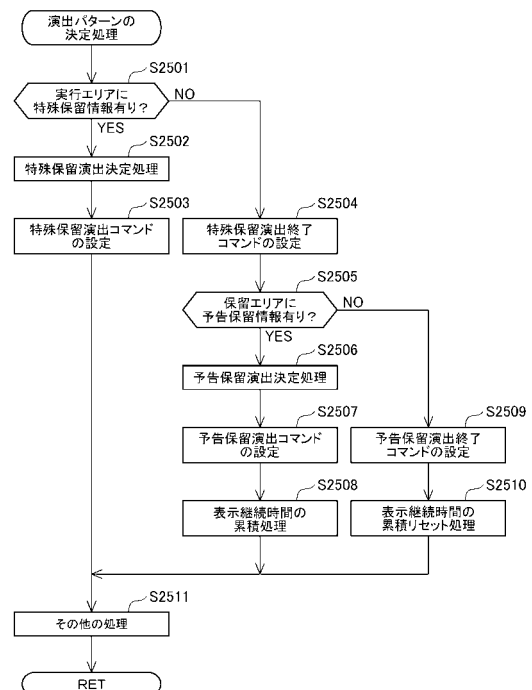 演出パターンの
決定処理
S2501
実行エリアに
特殊保留情報有り？
NO
YES
S2502
特殊保留演出決定処理
S2503
特殊保留演出コマンド
の設定
S2504
特殊保留演出終了
コマンドの設定
S2505
保留エリアに
予告保留情報有り？
NO
YES
S2506
予告保留演出決定処理
S2507
予告保留演出コマンド
の設定
S2509
予告保留演出終了
コマンドの設定
S2508
表示継続時間の
累積処理
S2510
表示継続時間の
累積リセット処理
S2511
その他の処理
RET